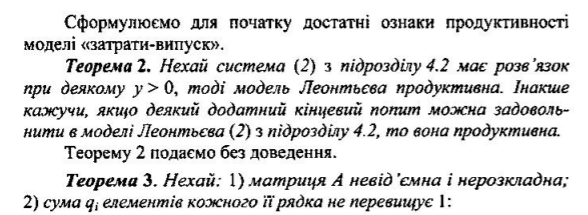 Сформулюємо для початку достатні ознаки продуктивності
моделі «затрати-випуск».
Теорема 2. Нехай система (2) з підрозділу 4.2 має розв'язок
при деякому y > 0, тоді модель Леонтьєва продуктивна. Інакше
кажучи, якщо деякий додатний кінцевий попит можна задоволь-
нити в моделі Леонтьєва (2) з підрозділу 4.2, то вона продуктивна.
Теорему 2 подаємо без доведення.
Теорема 3. Нехай: 1) матриця A невід'ємна і нерозкладна;
2) сума qᵢ елементів кожного її рядка не перевищує 1: